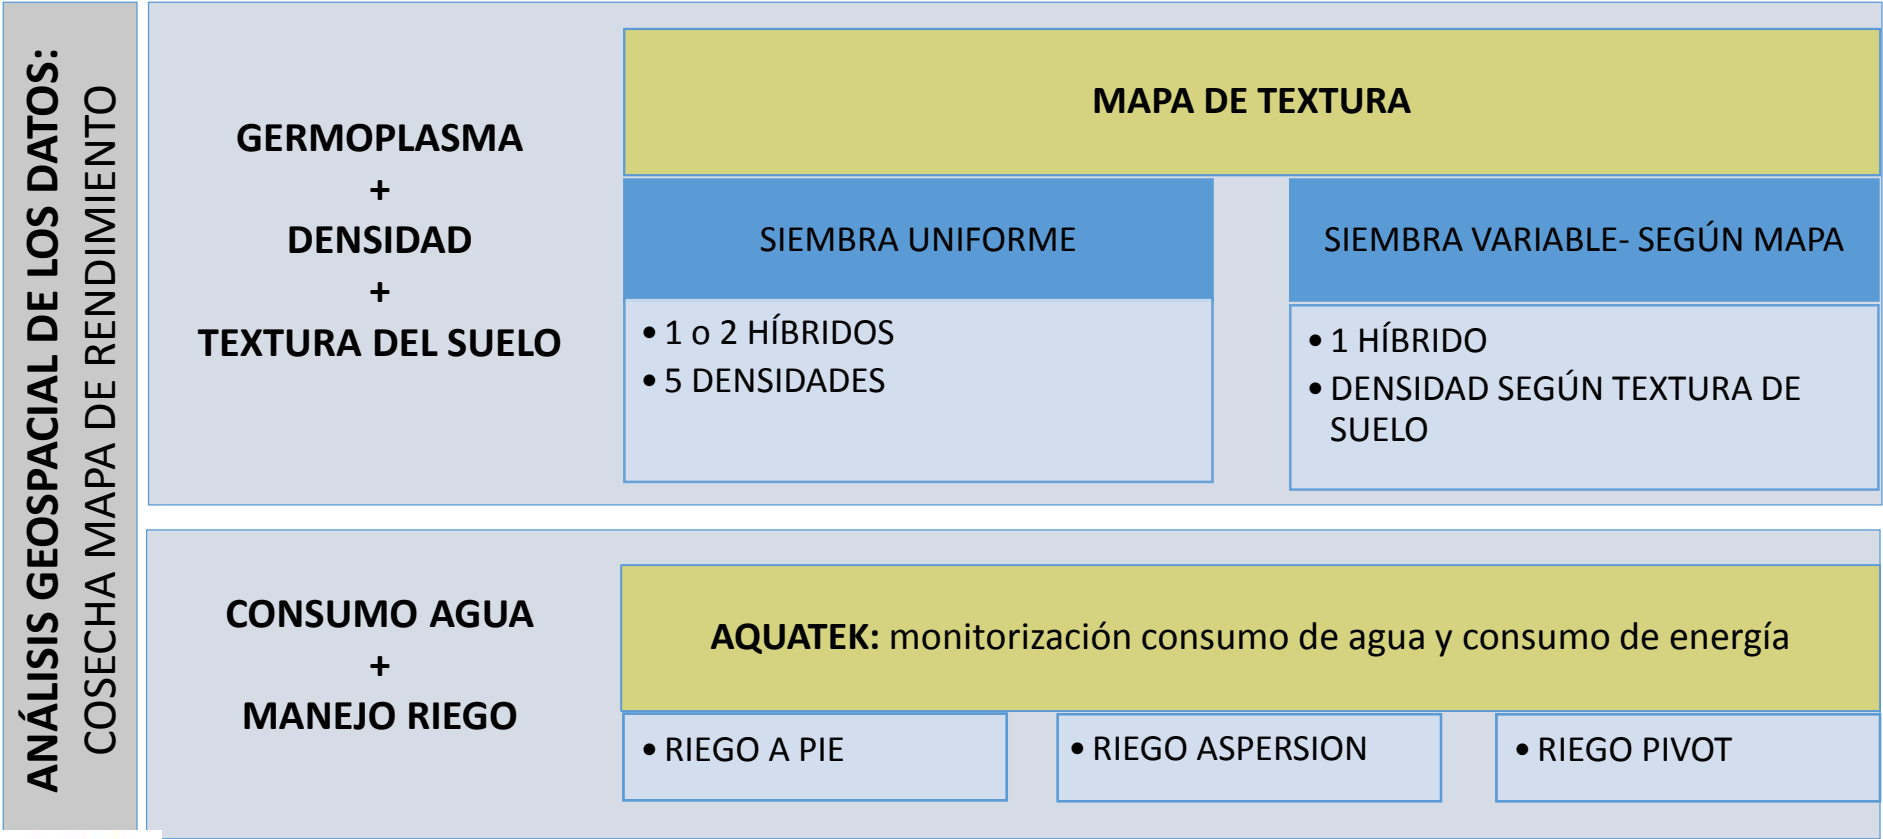 ANÁLISIS GEOSPACIAL DE LOS DATOS:
COSECHA MAPA DE RENDIMIENTO
GERMOPLASMA
+
DENSIDAD
+
TEXTURA DEL SUELO
MAPA DE TEXTURA
SIEMBRA UNIFORME
• 1 o 2 HÍBRIDOS
• 5 DENSIDADES
SIEMBRA VARIABLE- SEGÚN MAPA
• 1 HÍBRIDO
• DENSIDAD SEGÚN TEXTURA DE
SUELO
CONSUMO AGUA
+
MANEJO RIEGO
AQUATEK: monitorización consumo de agua y consumo de energía
• RIEGO A PIE
• RIEGO ASPERSION
• RIEGO PIVOT